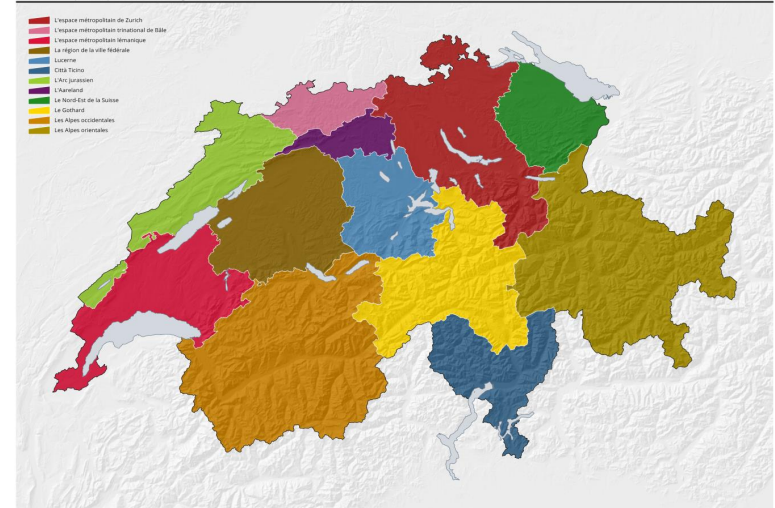 L'espace métropolitain de Zurich
L'espace métropolitain trinational de Bâle
L'espace métropolitain lémanique
La région de la ville fédérale
Lucerne
Città Ticino
L'Arc jurassien
L'Aareland
Le Nord-Est de la Suisse
Le Gothard
Les Alpes occidentales
Les Alpes orientales